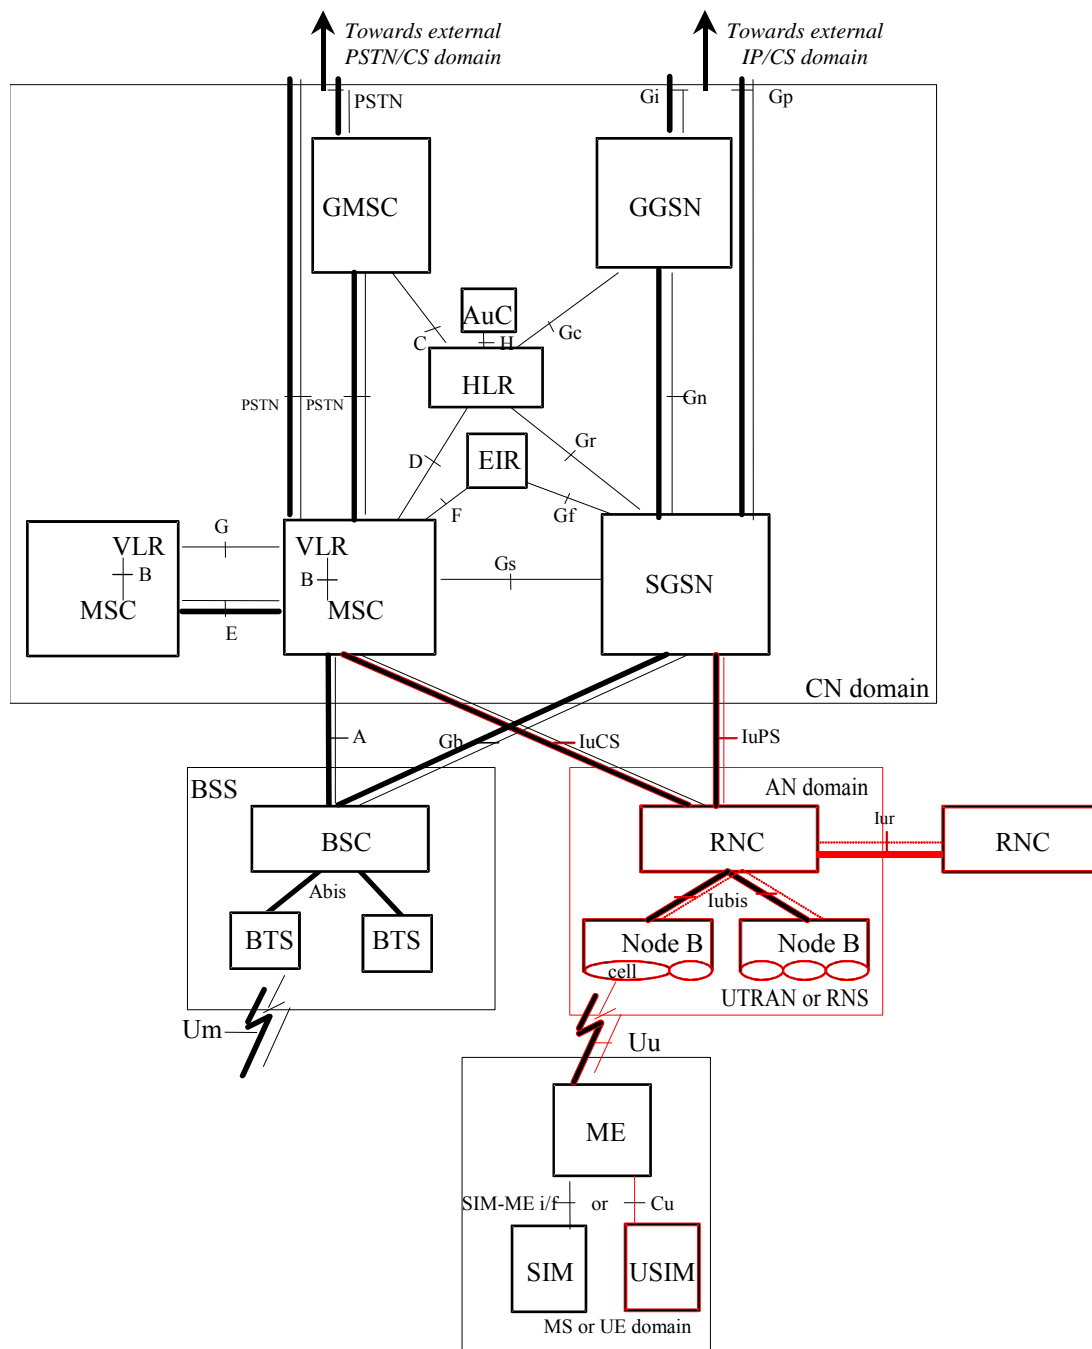 Towards external
PSTN/CS domain
Towards external
IP/CS domain
PSTN
Gi
Gp
GMSC
GGSN
AuC
C
H
Gc
HLR
PSTN
PSTN
Gn
D
EIR
Gr
F
Gf
G
VLR
VLR
B
B
Gs
MSC
MSC
SGSN
E
CN domain
A
Gb
IuCS
IuPS
BSS
AN domain
BSC
RNC
Iur
RNC
Abis
Iubis
BTS
BTS
Node B
Node B
cell
UTRAN or RNS
Um
Uu
ME
SIM-ME i/f
or
Cu
SIM
USIM
MS or UE domain